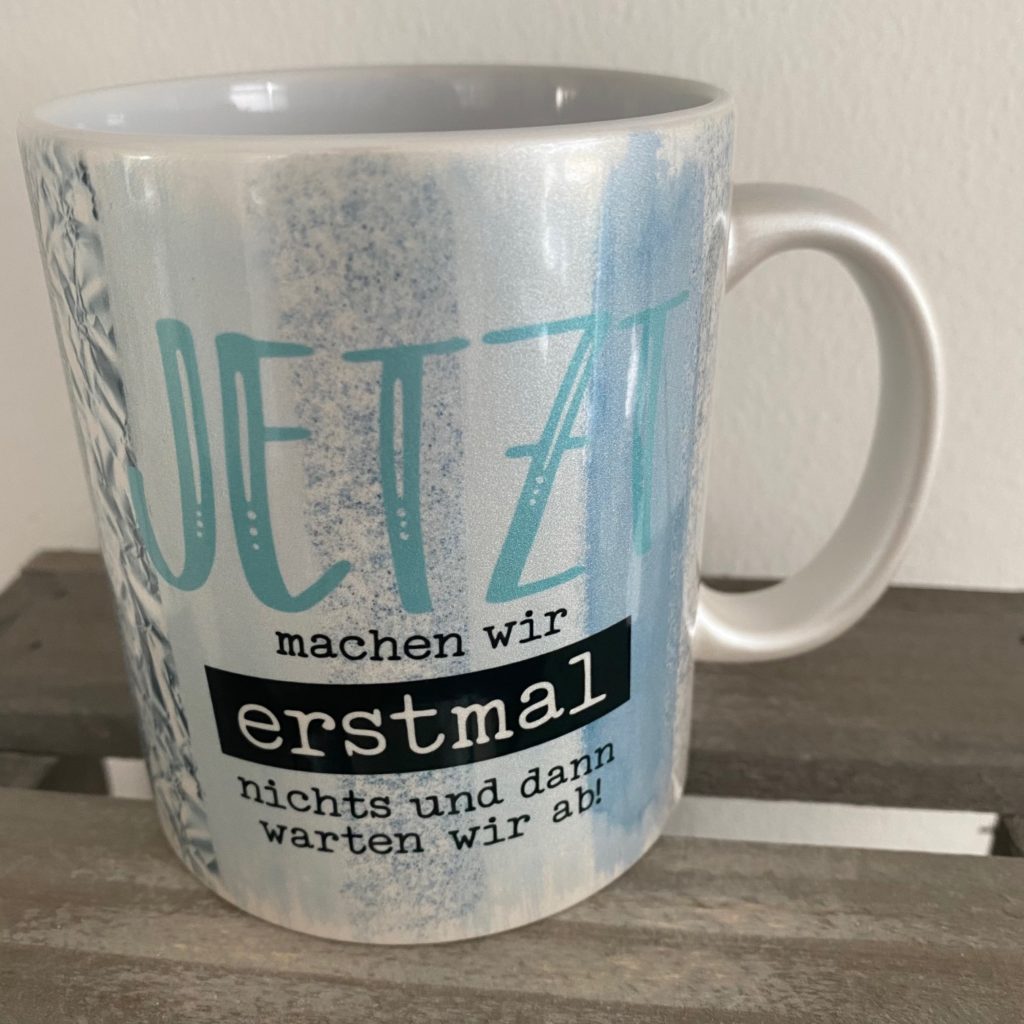 JETZT
machen wir
erstmal
nichts und dann
warten wir ab!